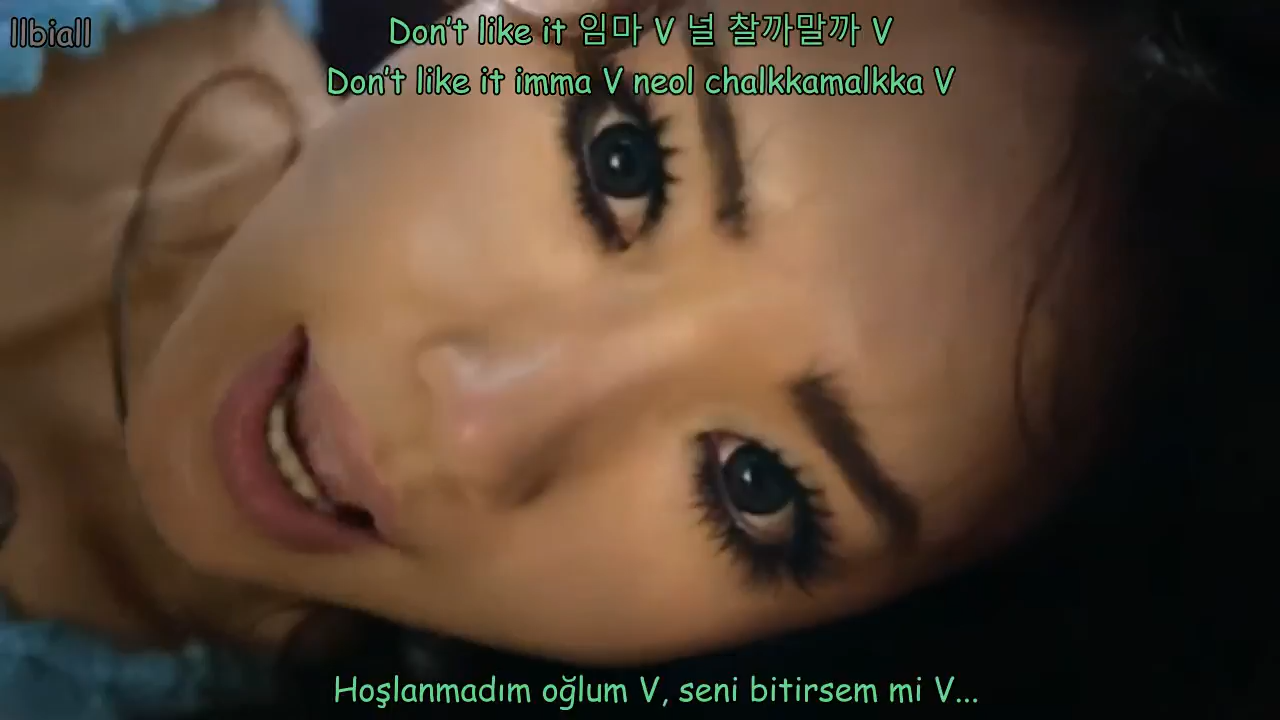 llbiall
Don't like it 임마 V 널 찰까말까 V
Don't like it imma V neol chalkkamalkka V
Hoşlanmadım oğlum V, seni bitirsem mi V...